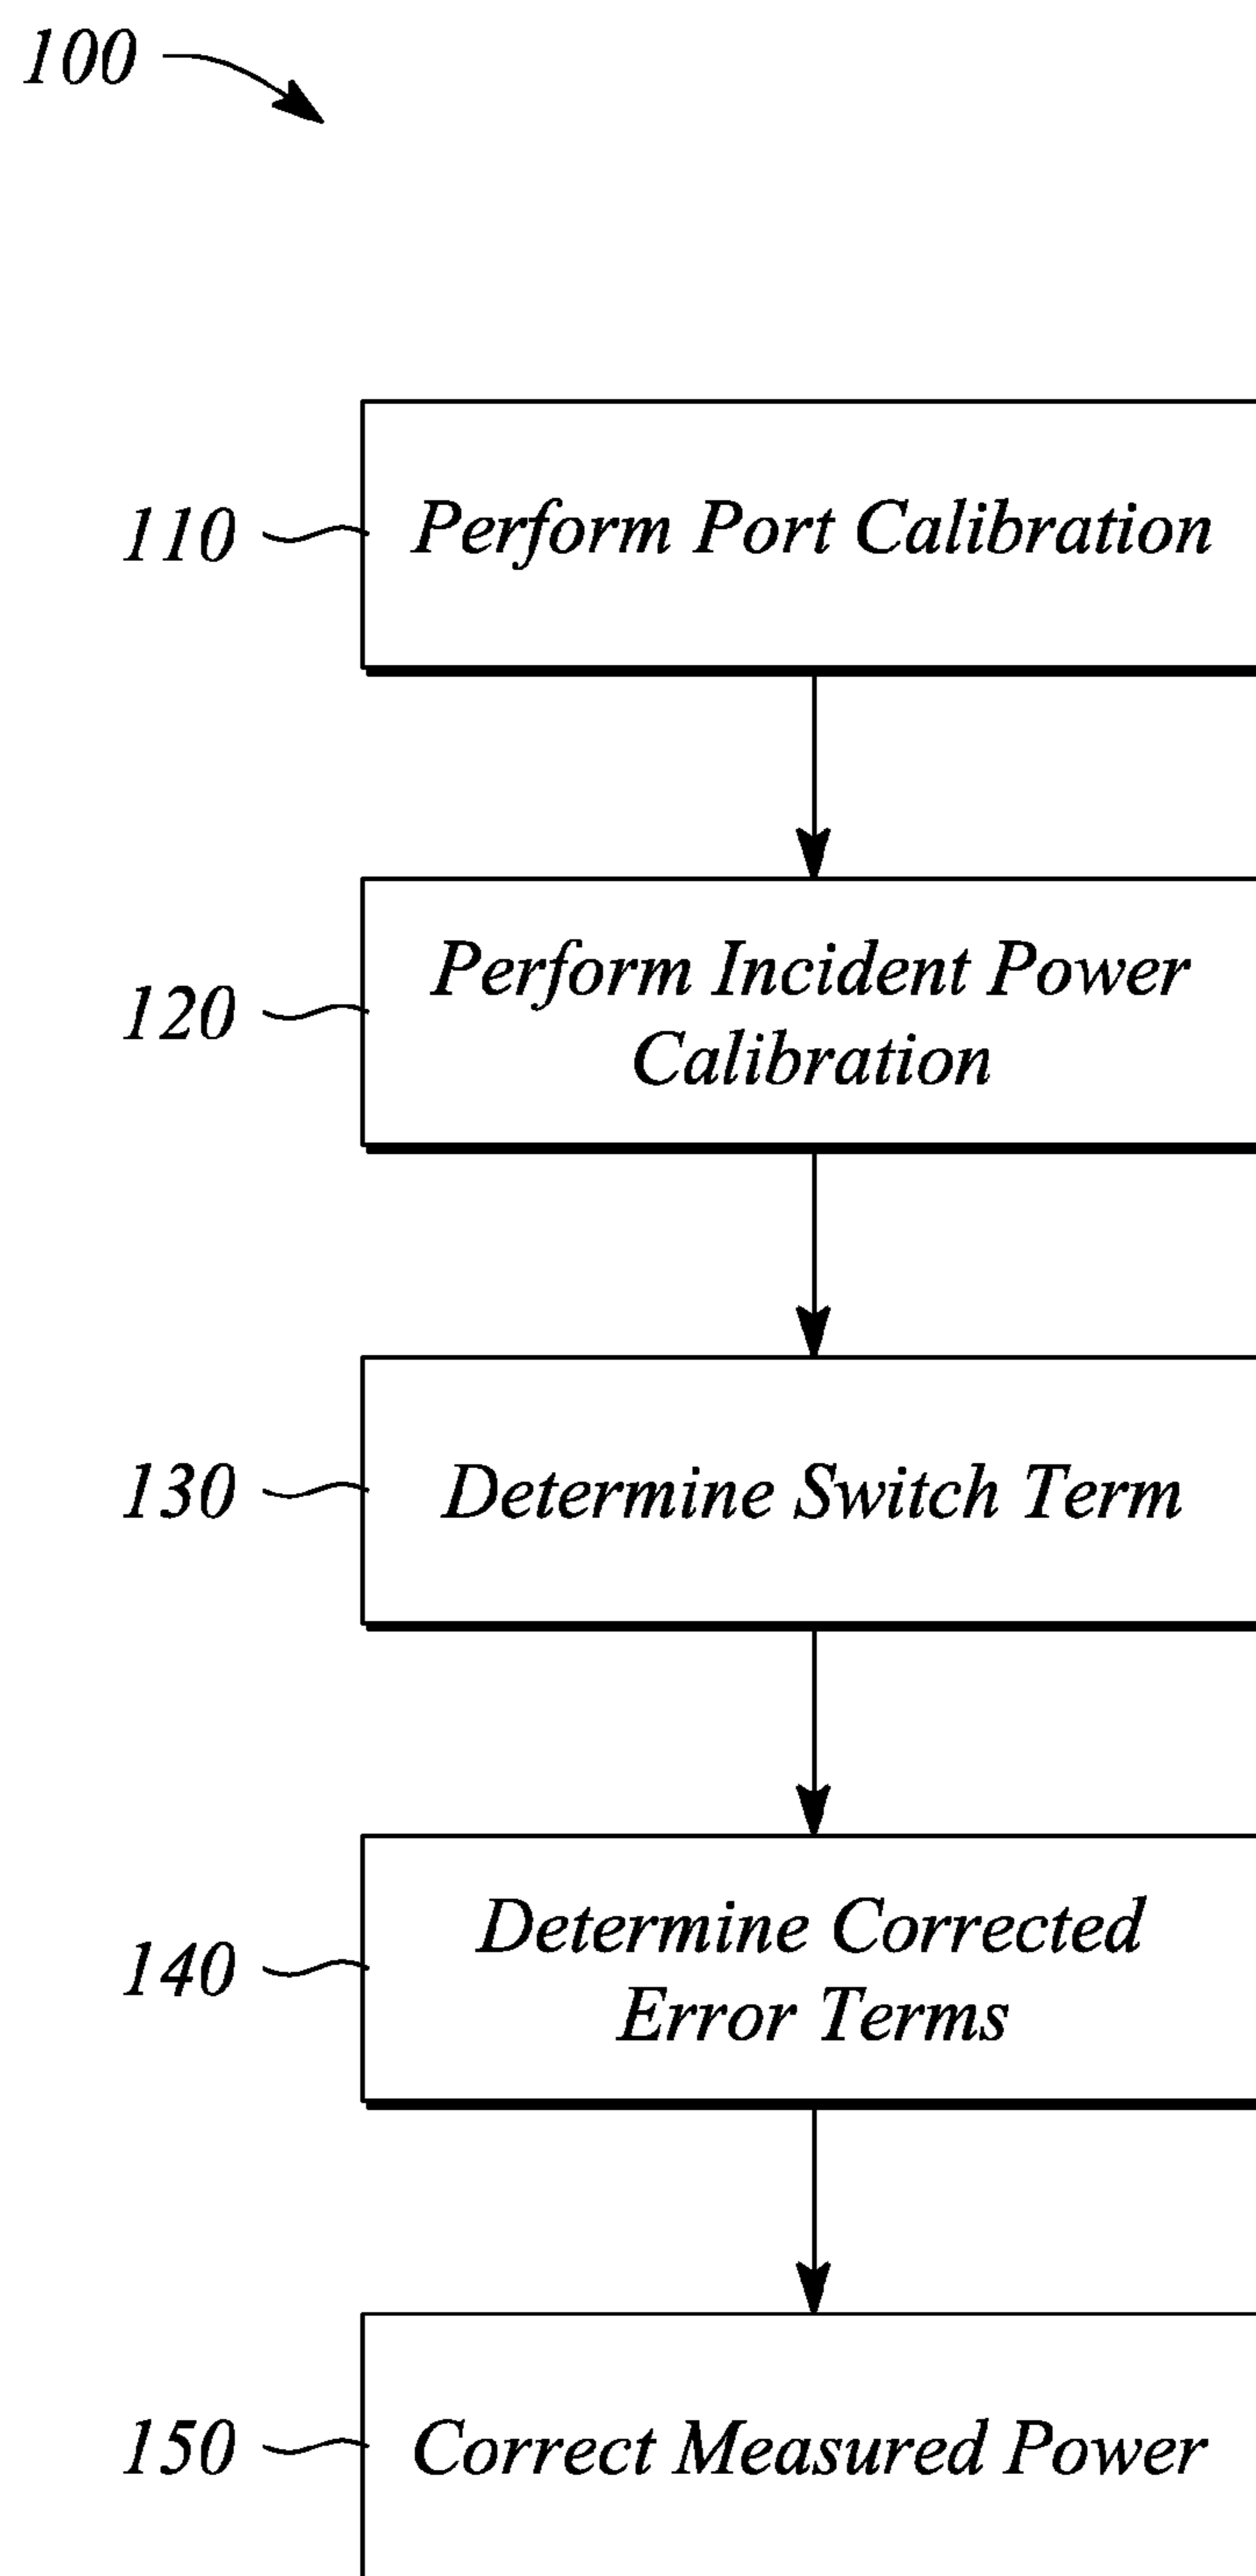 100
110
Perform Port Calibration
120
Perform Incident Power
Calibration
130
Determine Switch Term
140
Determine Corrected
Error Terms
150
Correct Measured Power